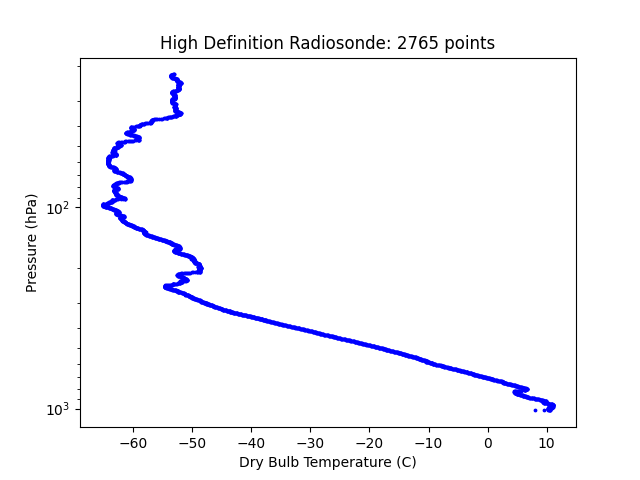 High Definition Radiosonde: 2765 points
Pressure (hPa)
10²
10³
−60 −50 −40 −30 −20 −10 0 10
Dry Bulb Temperature (C)